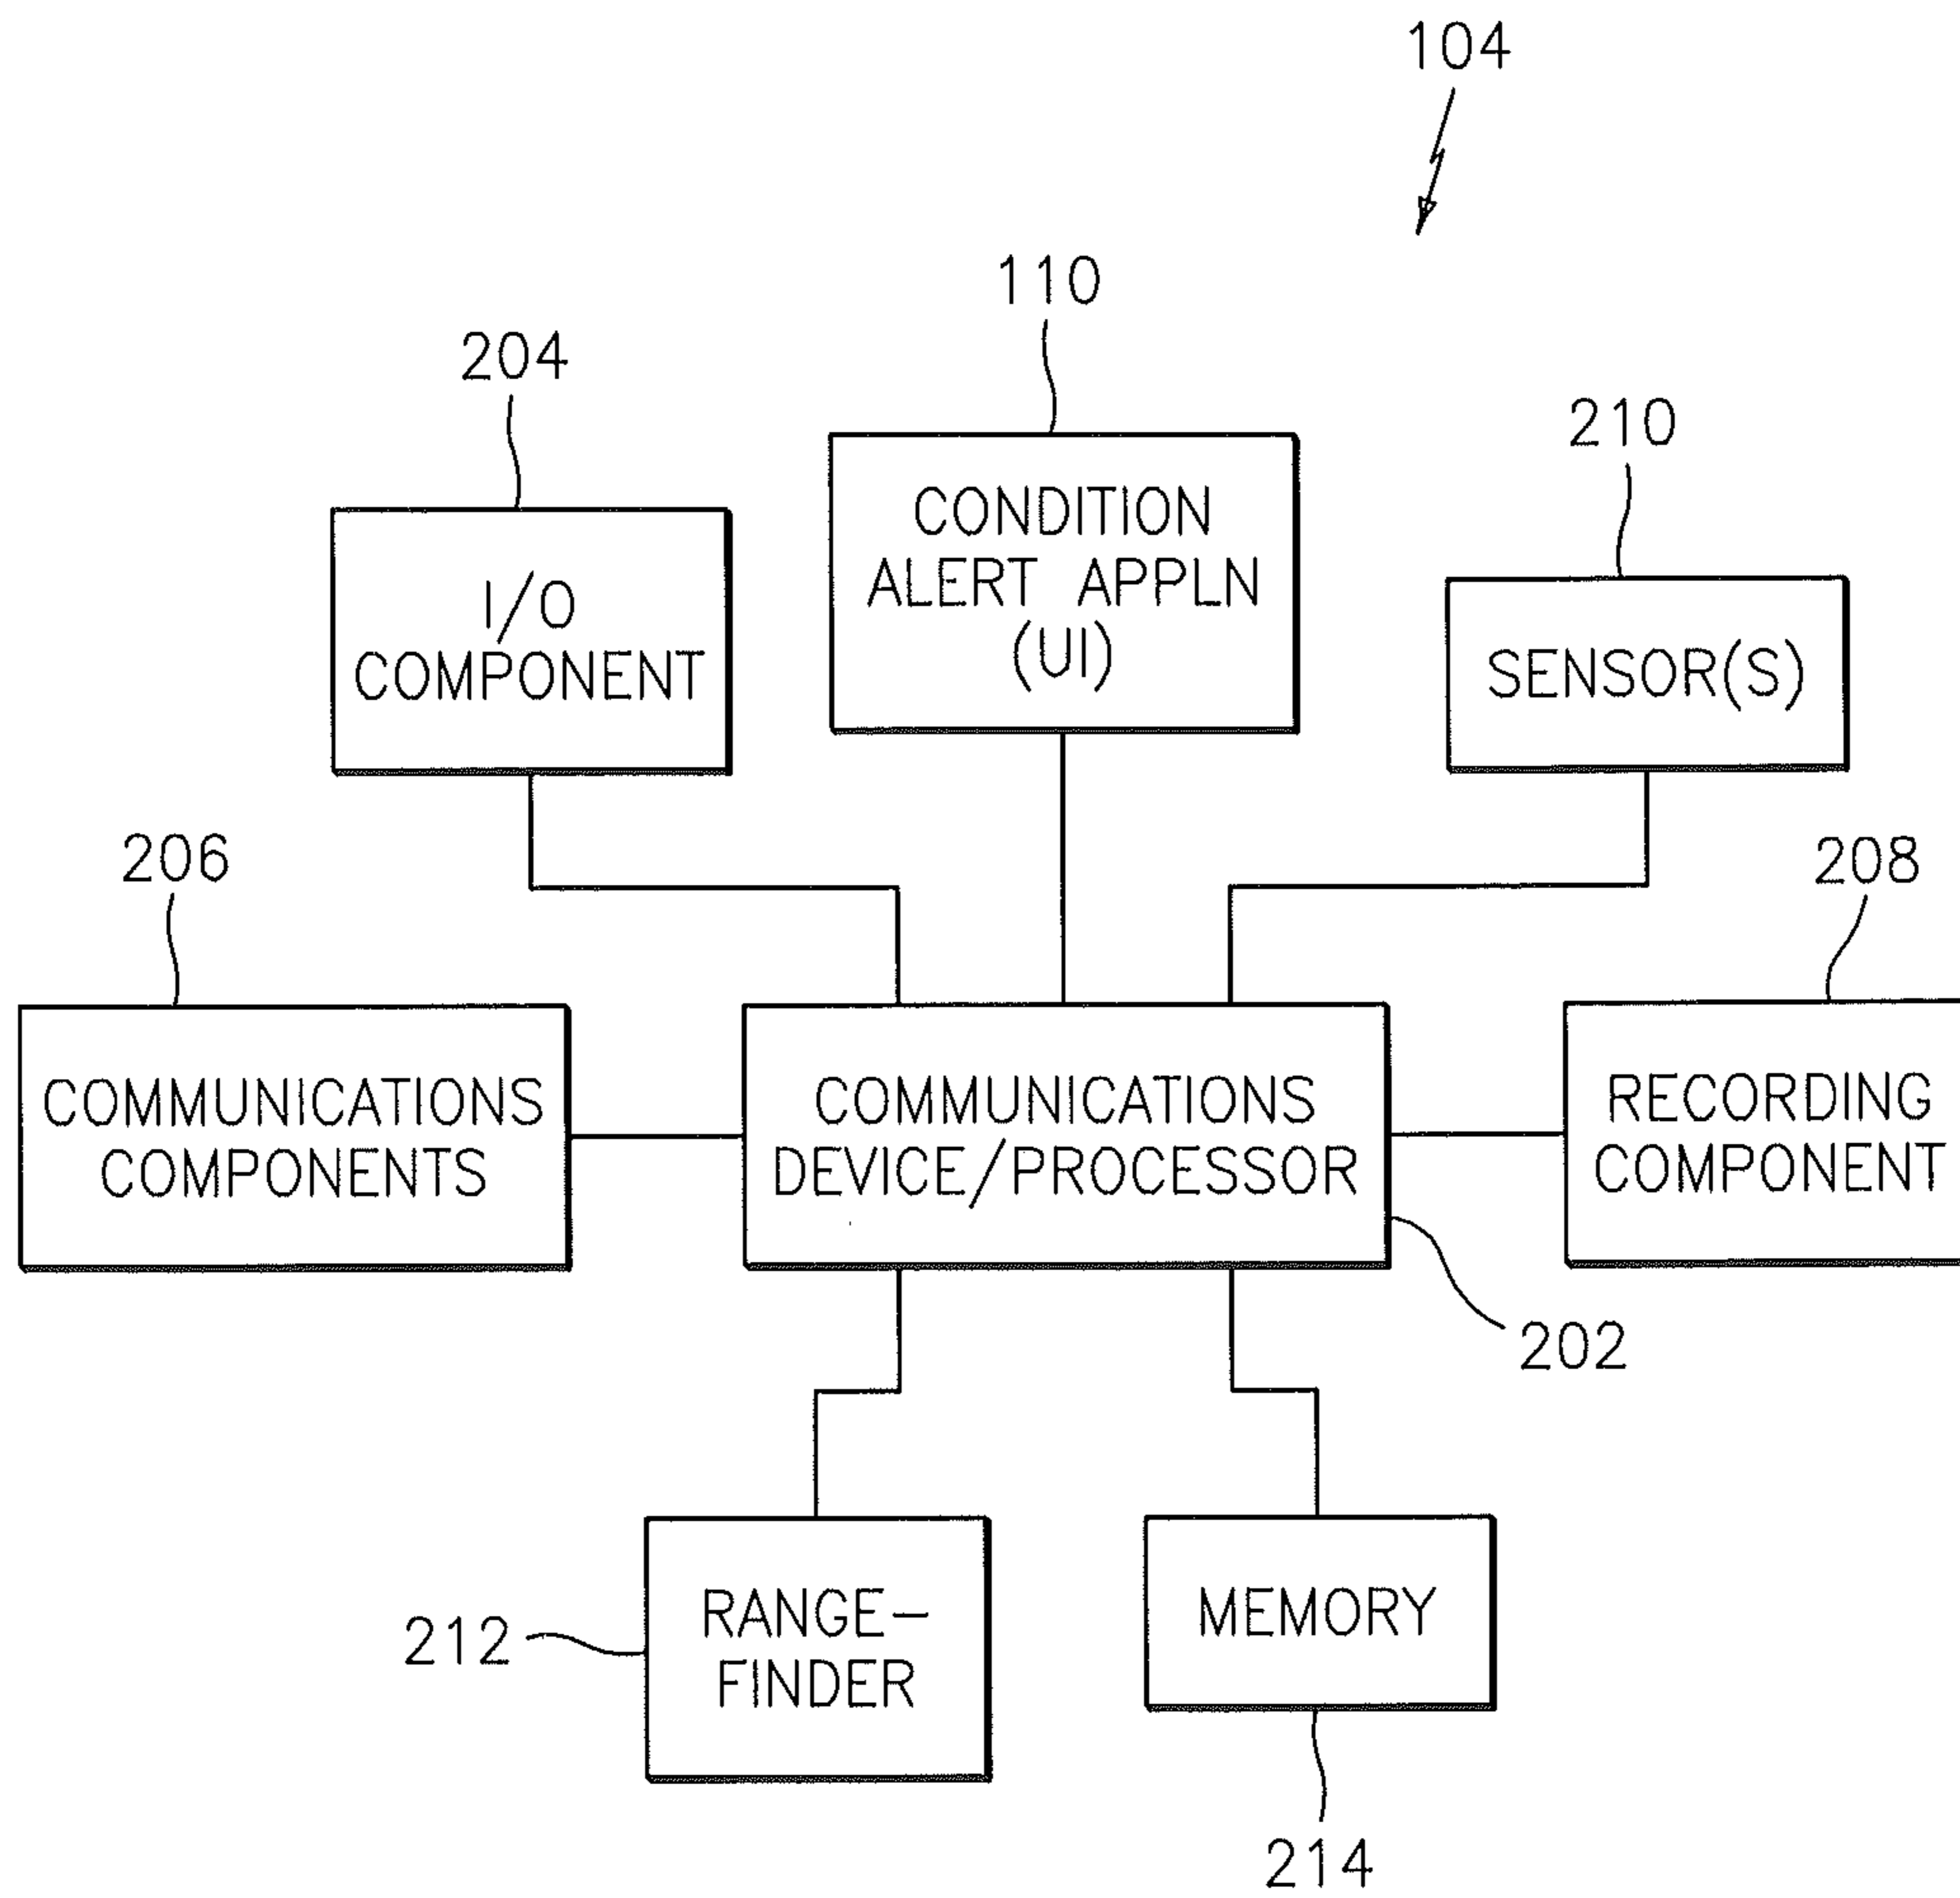 104
110
204
210
CONDITION
ALERT APPLN
(UI)
I/O
COMPONENT
SENSOR(S)
206
208
COMMUNICATIONS
COMPONENTS
COMMUNICATIONS
DEVICE/PROCESSOR
RECORDING
COMPONENT
202
212
RANGE-
FINDER
MEMORY
214